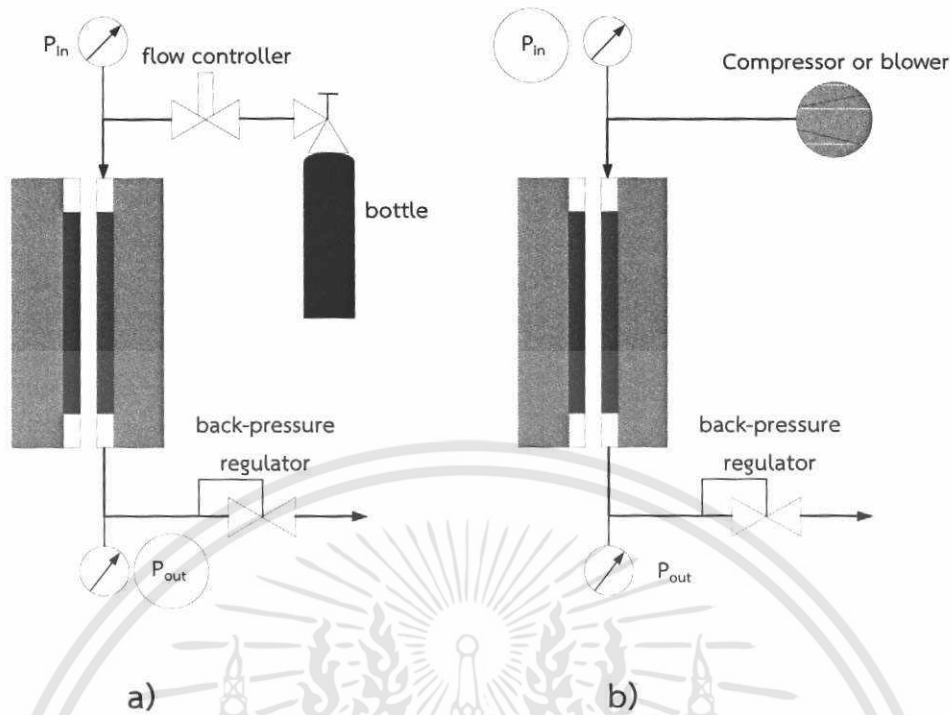 P_in
flow controller
bottle
back-pressure
regulator
P_out
a)
P_in
Compressor or blower
back-pressure
regulator
P_out
b)